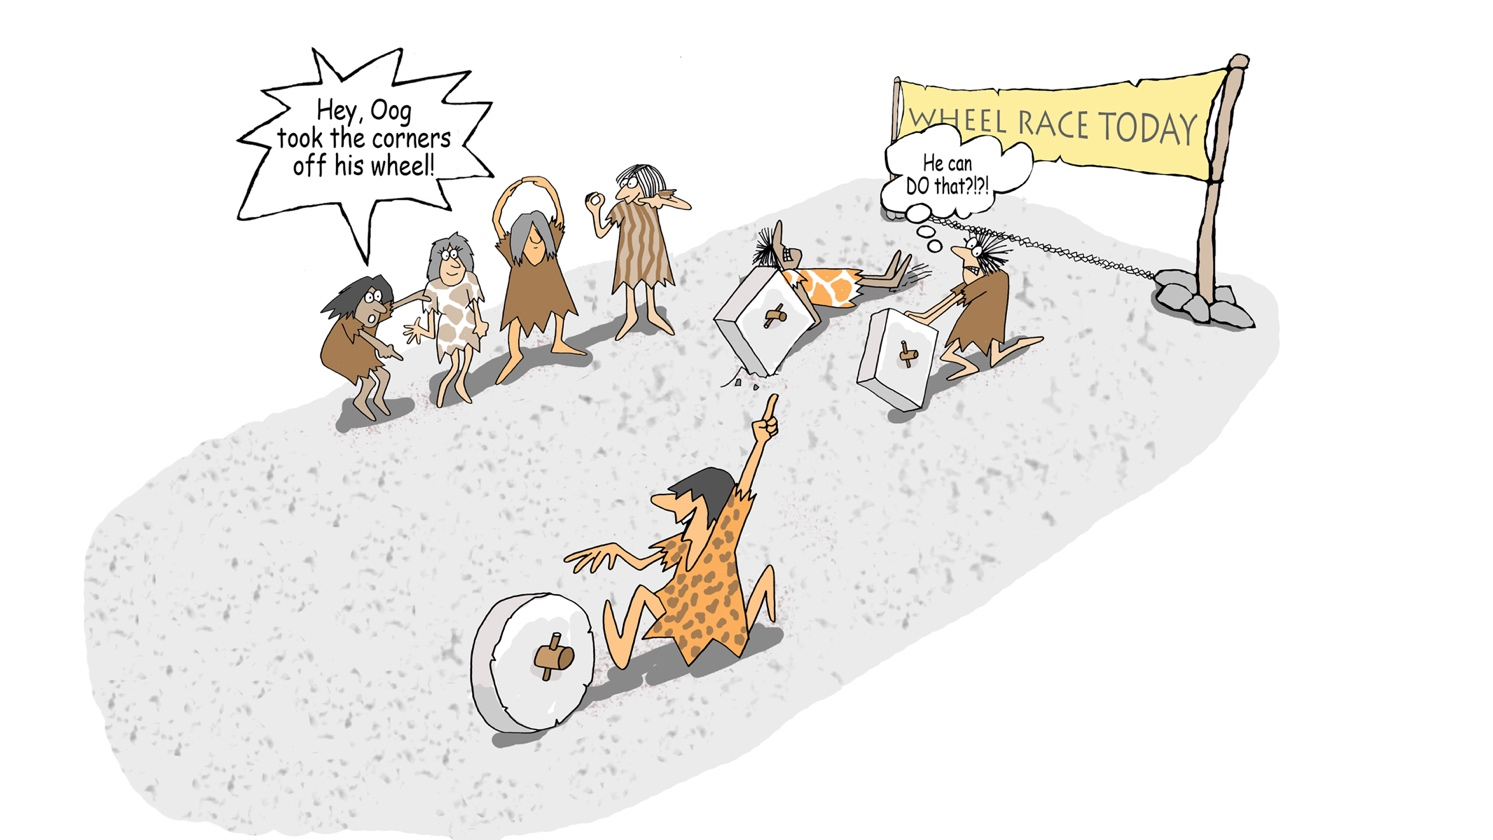 Hey, Oog
took the corners
off his wheel!
WHEEL RACE TODAY
He can
DO that?!?!